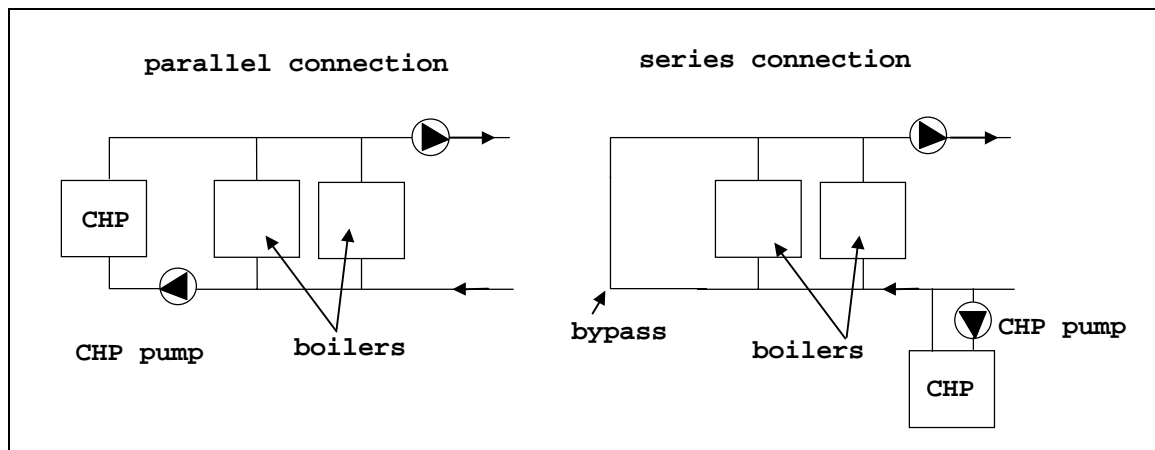 parallel connection
CHP
CHP pump
boilers
series connection
bypass
boilers
CHP pump
CHP